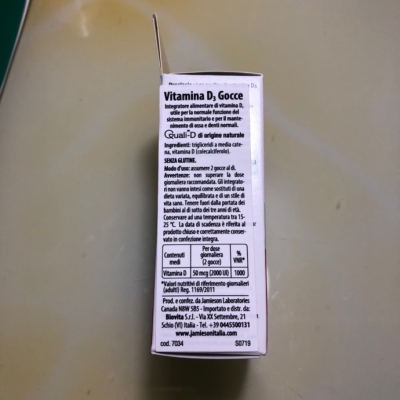 Vitamina D3 Gocce
Integratore alimentare di vitamina D,
utile per la normale funzione del
sistema immunitario e per il mante-
nimento di ossa e denti normali.
Quali-D di origine naturale
Ingredienti: trigliceridi a media cate-
na, vitamina D (colecalciferolo).
SENZA GLUTINE.
Modo d'uso: assumere 2 gocce al dì.
Avvertenze: non superare la dose
giornaliera raccomandata. Gli integrato-
ri non vanno intesi come sostituti di una
dieta variata, equilibrata e di un stile di
vita sano. Tenere fuori dalla portata dei
bambini al di sotto dei tre anni di età.
Conservare ad una temperatura tra 15-
25 °C. La data di scadenza è riferita al
prodotto chiuso e correttamente conser-
vato in confezione integra.
Contenuti medi Per dose giornaliera (2 gocce) % VNR*
Vitamina D 50 mcg (2000 UI) 1000
*Valori nutritivi di riferimento giornalieri
(adulti) Reg. 1169/2011
Prod. e confez. da Jamieson Laboratories
Canada N8W 5B5 - Importato e distr. da:
Biovita S.r.l. - Via XX Settembre, 21
Schio (VI) Italia - Tel. +39 0445500131
www.jamiesonitalia.com
cod. 7034 S0719